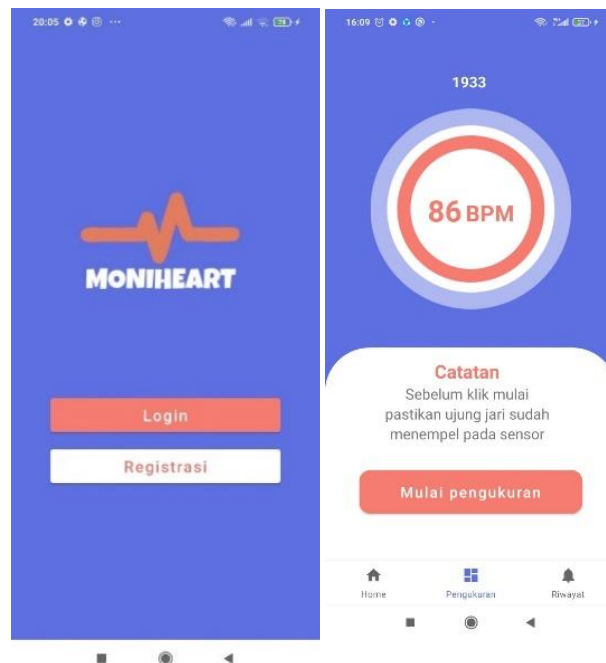 20:05
MONIHEART
Login
Registrasi
16:09
1933
86 BPM
Catatan
Sebelum klik mulai
pastikan ujung jari sudah
menempel pada sensor
Mulai pengukuran
Home
Pengukuran
Riwayat